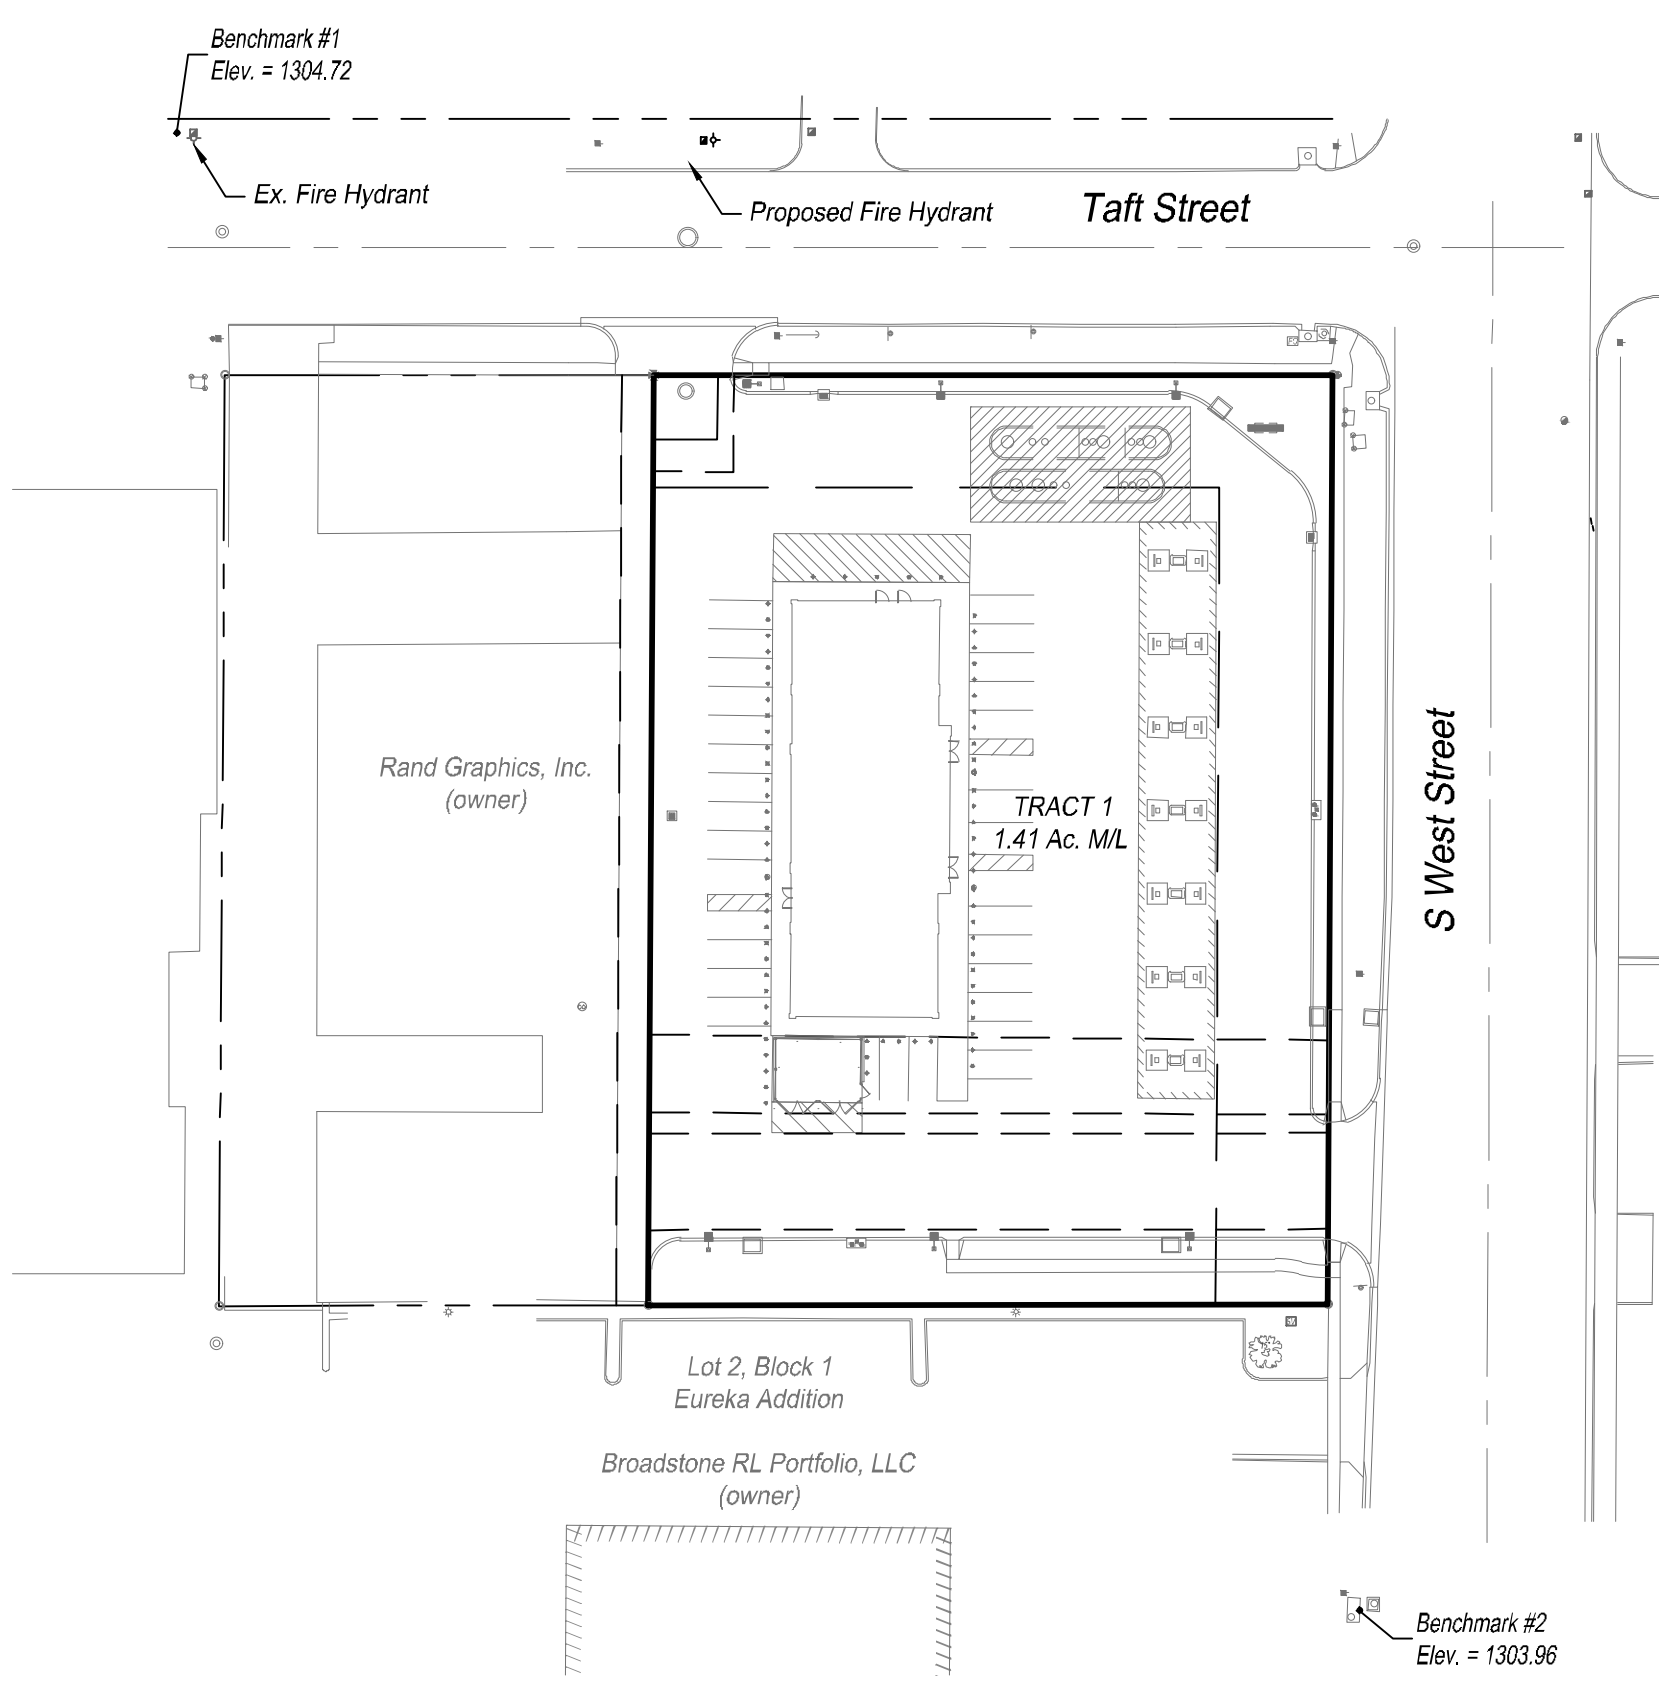 Benchmark #1
Elev. = 1304.72
Ex. Fire Hydrant
Proposed Fire Hydrant
Taft Street
Rand Graphics, Inc.
(owner)
TRACT 1
1.41 Ac. M/L
S West Street
Lot 2, Block 1
Eureka Addition
Broadstone RL Portfolio, LLC
(owner)
Benchmark #2
Elev. = 1303.96